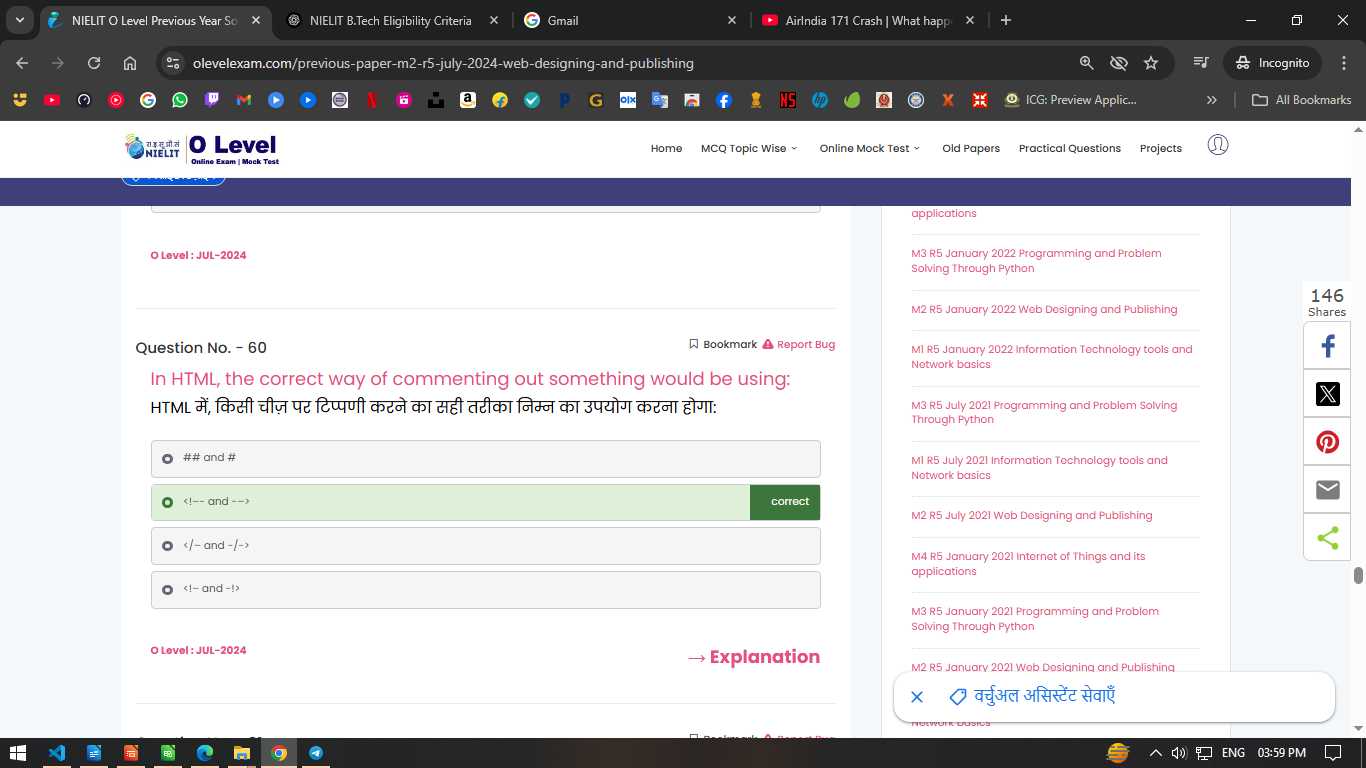 NIELIT O Level Previous Year So
NIELIT B.Tech Eligibility Criteria
Gmail
AirIndia 171 Crash | What happe
olevelexam.com/previous-paper-m2-r5-july-2024-web-designing-and-publishing
Incognito
ICG: Preview Applic...
All Bookmarks
रा.इ.सू.प्रौ.सं
NIELIT
O Level
Online Exam | Mock Test
Home
MCQ Topic Wise
Online Mock Test
Old Papers
Practical Questions
Projects
O Level : JUL-2024
Question No. - 60
Bookmark
Report Bug
In HTML, the correct way of commenting out something would be using:
HTML में, किसी चीज़ पर टिप्पणी करने का सही तरीका निम्न का उपयोग करना होगा:
## and #
<!–- and -–>
correct
</– and -/->
<!– and -!>
O Level : JUL-2024
→ Explanation
Bookmark
Report Bug
applications
M3 R5 January 2022 Programming and Problem
Solving Through Python
M2 R5 January 2022 Web Designing and Publishing
M1 R5 January 2022 Information Technology tools and
Network basics
M3 R5 July 2021 Programming and Problem Solving
Through Python
M1 R5 July 2021 Information Technology tools and
Network basics
M2 R5 July 2021 Web Designing and Publishing
M4 R5 January 2021 Internet of Things and its
applications
M3 R5 January 2021 Programming and Problem
Solving Through Python
M2 R5 January 2021 Web Designing and Publishing
Network basics
146
Shares
वर्चुअल असिस्टेंट सेवाएँ
ENG
03:59 PM